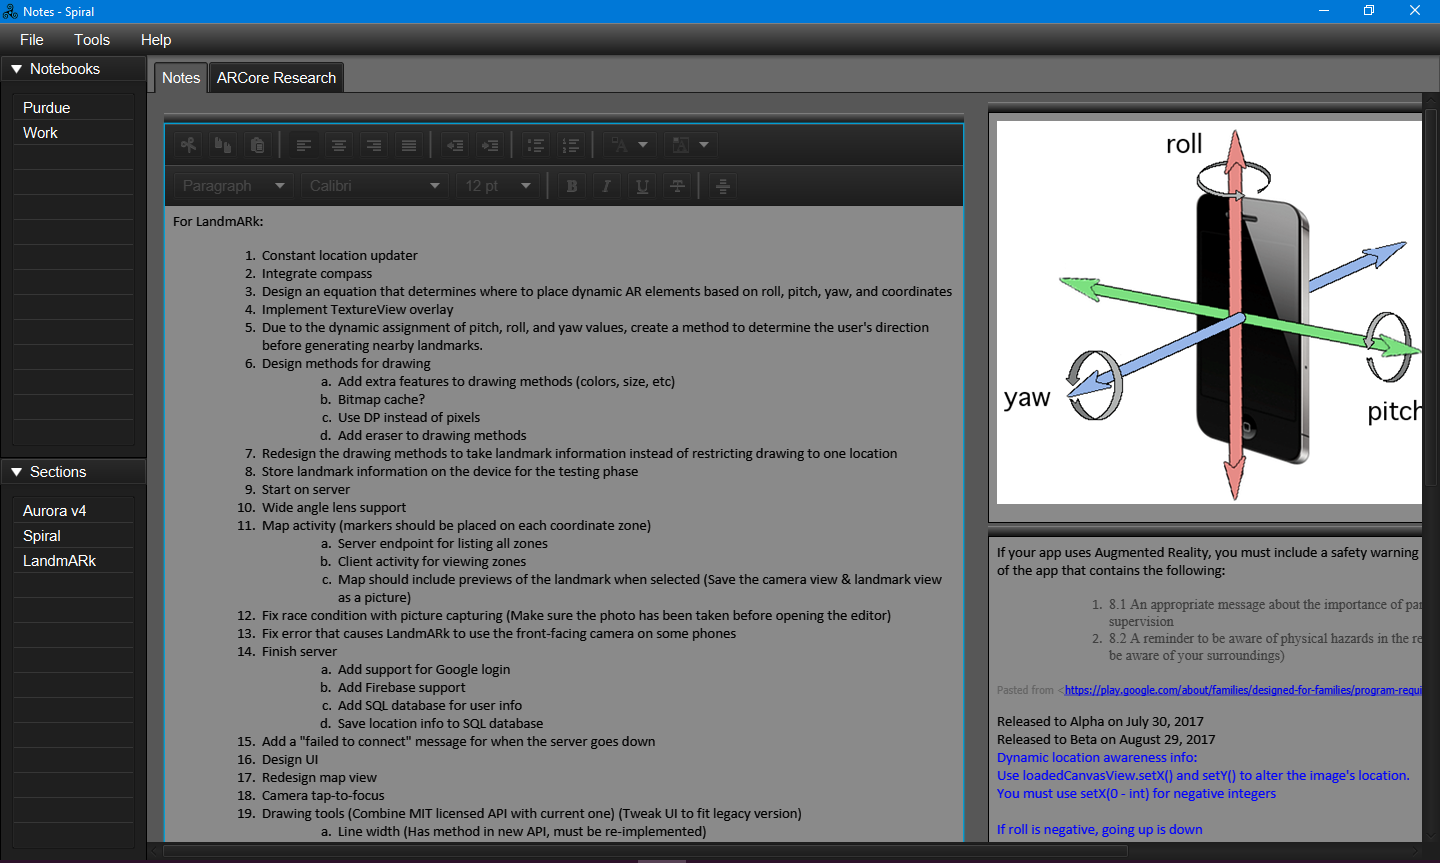 Notes - Spiral
File Tools Help
Notebooks
Purdue
Work
Sections
Aurora v4
Spiral
LandmARk
Notes ARCore Research
Paragraph Calibri 12 pt
B I U T
For LandmARk:
1. Constant location updater
2. Integrate compass
3. Design an equation that determines where to place dynamic AR elements based on roll, pitch, yaw, and coordinates
4. Implement TextureView overlay
5. Due to the dynamic assignment of pitch, roll, and yaw values, create a method to determine the user's direction
before generating nearby landmarks.
6. Design methods for drawing
a. Add extra features to drawing methods (colors, size, etc)
b. Bitmap cache?
c. Use DP instead of pixels
d. Add eraser to drawing methods
7. Redesign the drawing methods to take landmark information instead of restricting drawing to one location
8. Store landmark information on the device for the testing phase
9. Start on server
10. Wide angle lens support
11. Map activity (markers should be placed on each coordinate zone)
a. Server endpoint for listing all zones
b. Client activity for viewing zones
c. Map should include previews of the landmark when selected (Save the camera view & landmark view
as a picture)
12. Fix race condition with picture capturing (Make sure the photo has been taken before opening the editor)
13. Fix error that causes LandmARk to use the front-facing camera on some phones
14. Finish server
a. Add support for Google login
b. Add Firebase support
c. Add SQL database for user info
d. Save location info to SQL database
15. Add a "failed to connect" message for when the server goes down
16. Design UI
17. Redesign map view
18. Camera tap-to-focus
19. Drawing tools (Combine MIT licensed API with current one) (Tweak UI to fit legacy version)
a. Line width (Has method in new API, must be re-implemented)
roll
yaw
pitch
If your app uses Augmented Reality, you must include a safety warning
of the app that contains the following:
1. 8.1 An appropriate message about the importance of par
supervision
2. 8.2 A reminder to be aware of physical hazards in the re
be aware of your surroundings)
Pasted from <https://play.google.com/about/families/designed-for-families/program-requi
Released to Alpha on July 30, 2017
Released to Beta on August 29, 2017
Dynamic location awareness info:
Use loadedCanvasView.setX() and setY() to alter the image's location.
You must use setX(0 - int) for negative integers
If roll is negative, going up is down